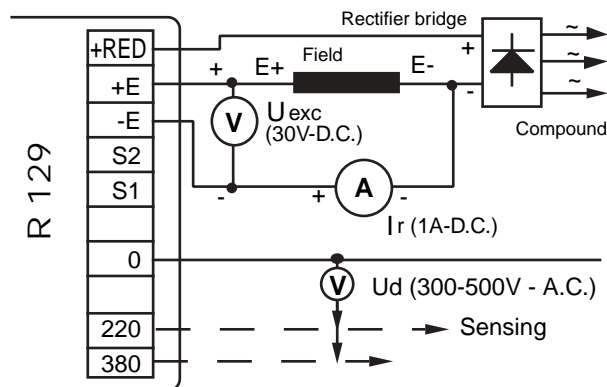 Rectifier bridge
+RED
+
~
+E
+
E+
Field
E-
-
~
~
-E
V
U exc
(30V-D.C.)
Compound
S2
S1
-
+
A
-
I r (1A-D.C.)
R 129
0
V
Ud (300-500V - A.C.)
220
Sensing
380